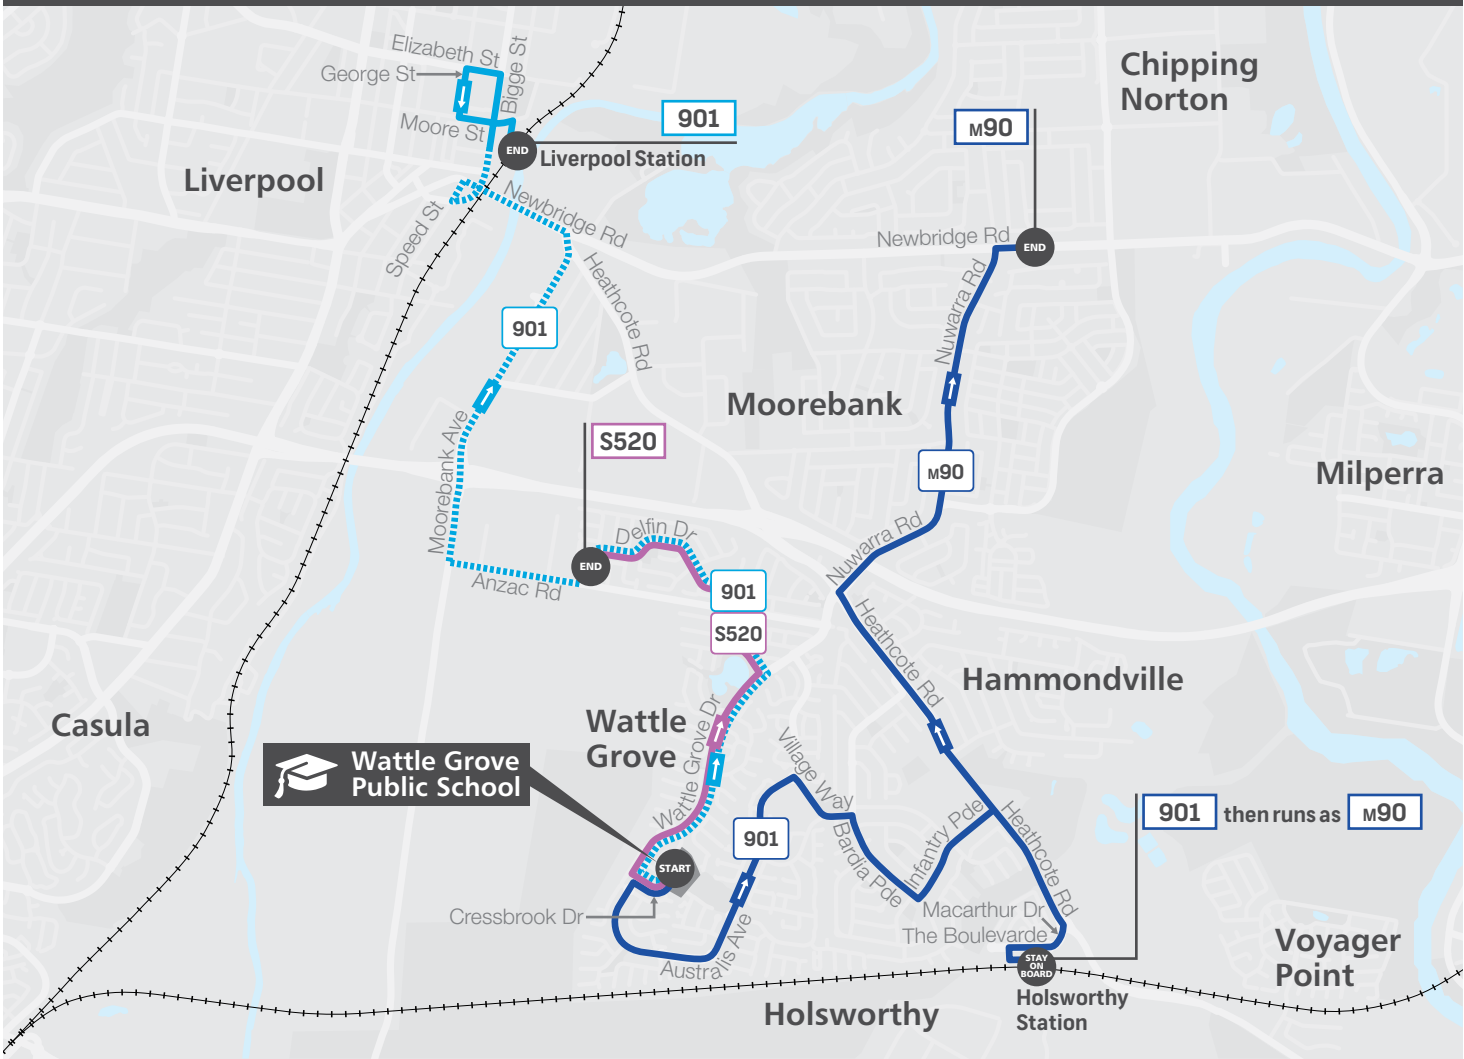 Elizabeth St
George St
Bigge St
Moore St
END
901
Liverpool Station
Liverpool
Speed St
Newbridge Rd
Heathcote Rd
901
Moorebank Ave
Anzac Rd
Chipping
Norton
M90
Newbridge Rd
END
Nuwarra Rd
Moorebank
M90
Milperra
Nuwarra Rd
S520
Delfin Dr
END
901
S520
Heathcote Rd
Hammondville
Casula
Wattle
Grove
Wattle Grove Dr
Wattle Grove
Public School
START
Cressbrook Dr
Australis Ave
901
Village Way
Bardia Pde
Infantry Pde
Heathcote Rd
901 then runs as M90
Macarthur Dr
The Boulevarde
STAY
ON
BOARD
Holsworthy
Station
Holsworthy
Voyager
Point